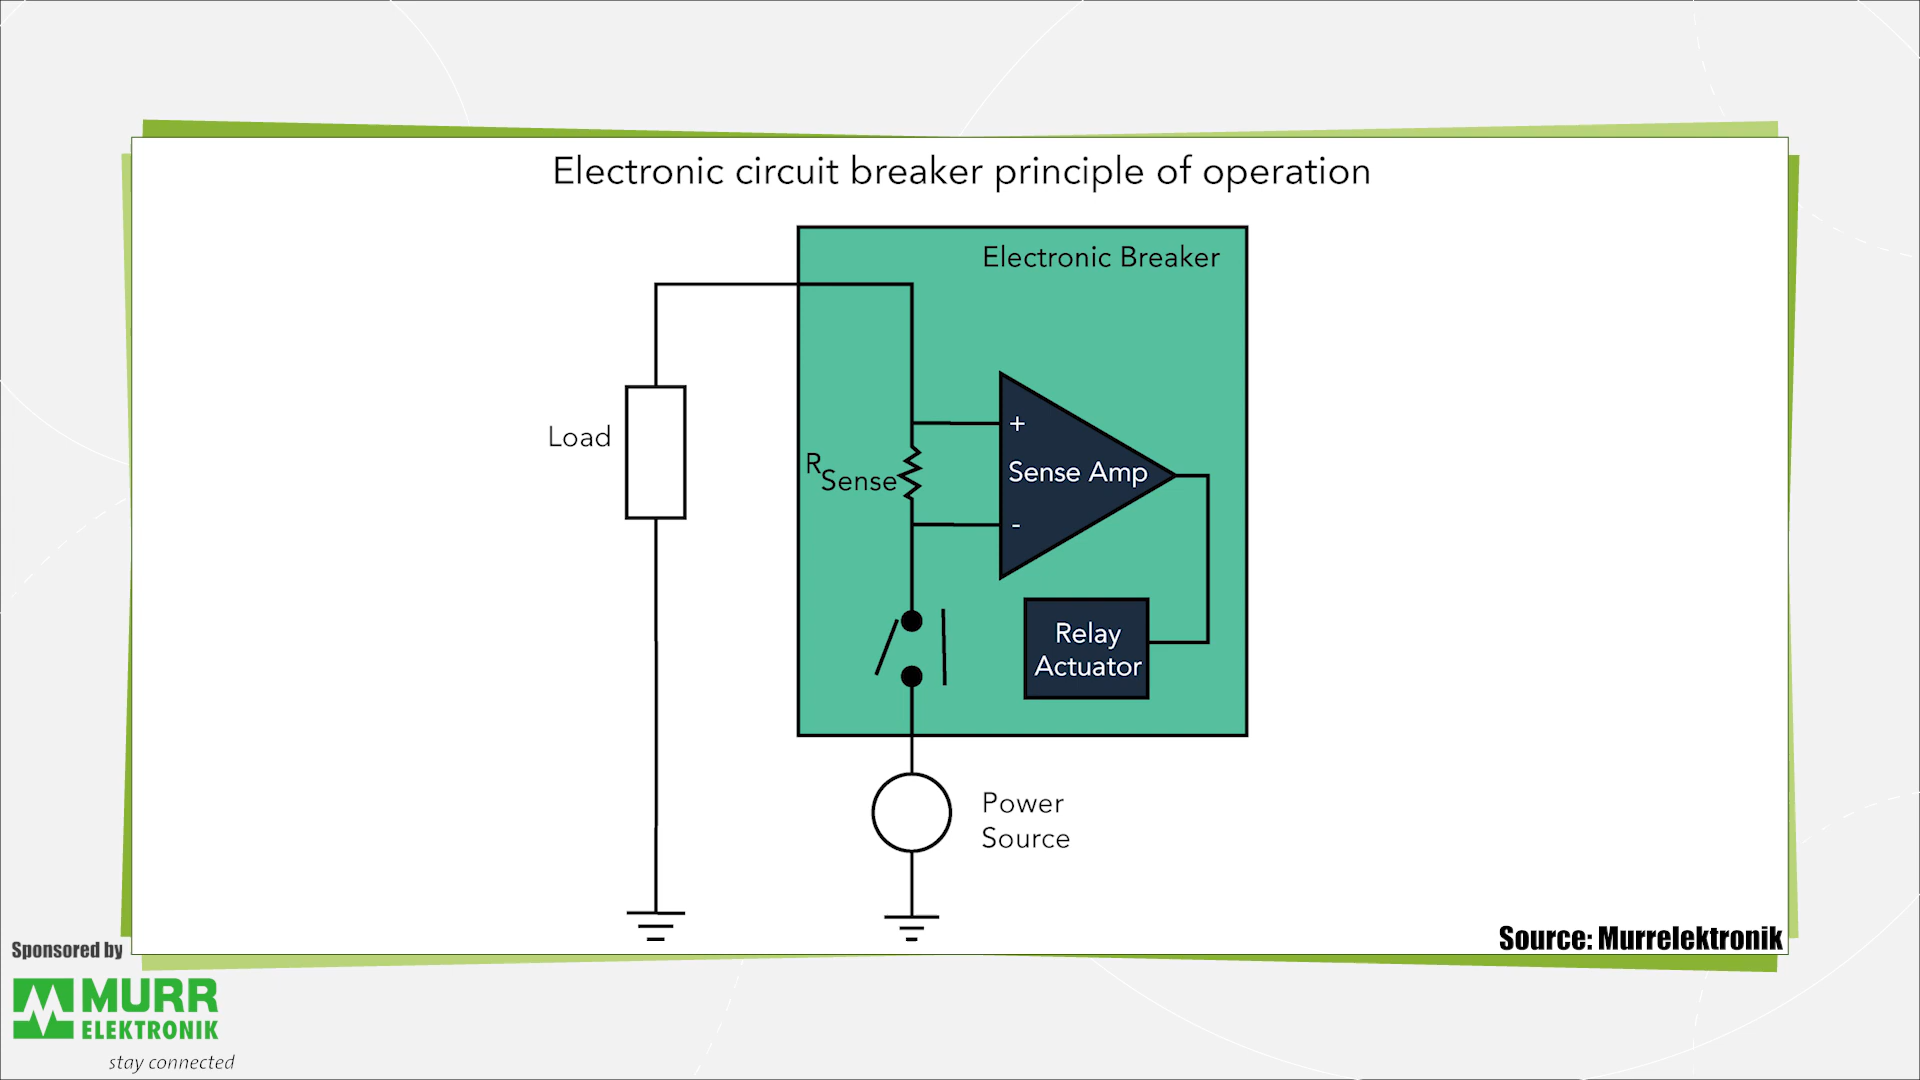 Electronic circuit breaker principle of operation
Electronic Breaker
Load
+
RSense
Sense Amp
-
Relay
Actuator
Power
Source
Source: Murrelektronik
Sponsored by
MURR
ELEKTRONIK
stay connected